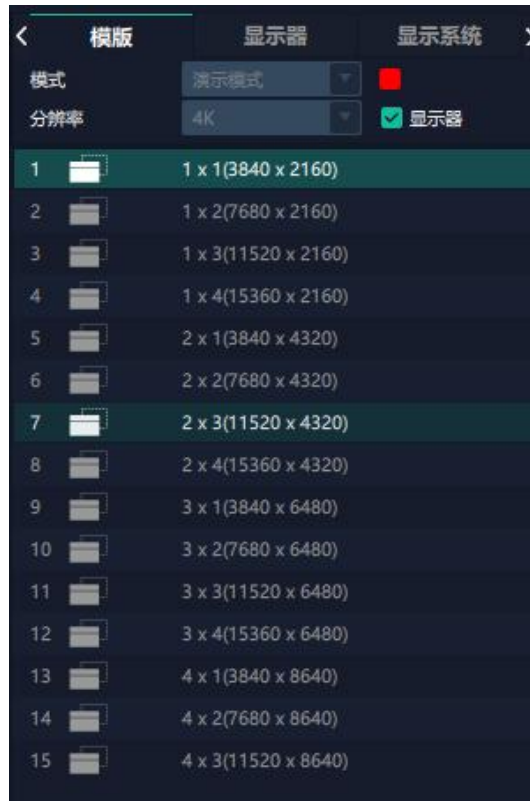 模版 显示器 显示系统
模式 演示模式
分辨率 4K 显示器
1 1 x 1(3840 x 2160)
2 1 x 2(7680 x 2160)
3 1 x 3(11520 x 2160)
4 1 x 4(15360 x 2160)
5 2 x 1(3840 x 4320)
6 2 x 2(7680 x 4320)
7 2 x 3(11520 x 4320)
8 2 x 4(15360 x 4320)
9 3 x 1(3840 x 6480)
10 3 x 2(7680 x 6480)
11 3 x 3(11520 x 6480)
12 3 x 4(15360 x 6480)
13 4 x 1(3840 x 8640)
14 4 x 2(7680 x 8640)
15 4 x 3(11520 x 8640)